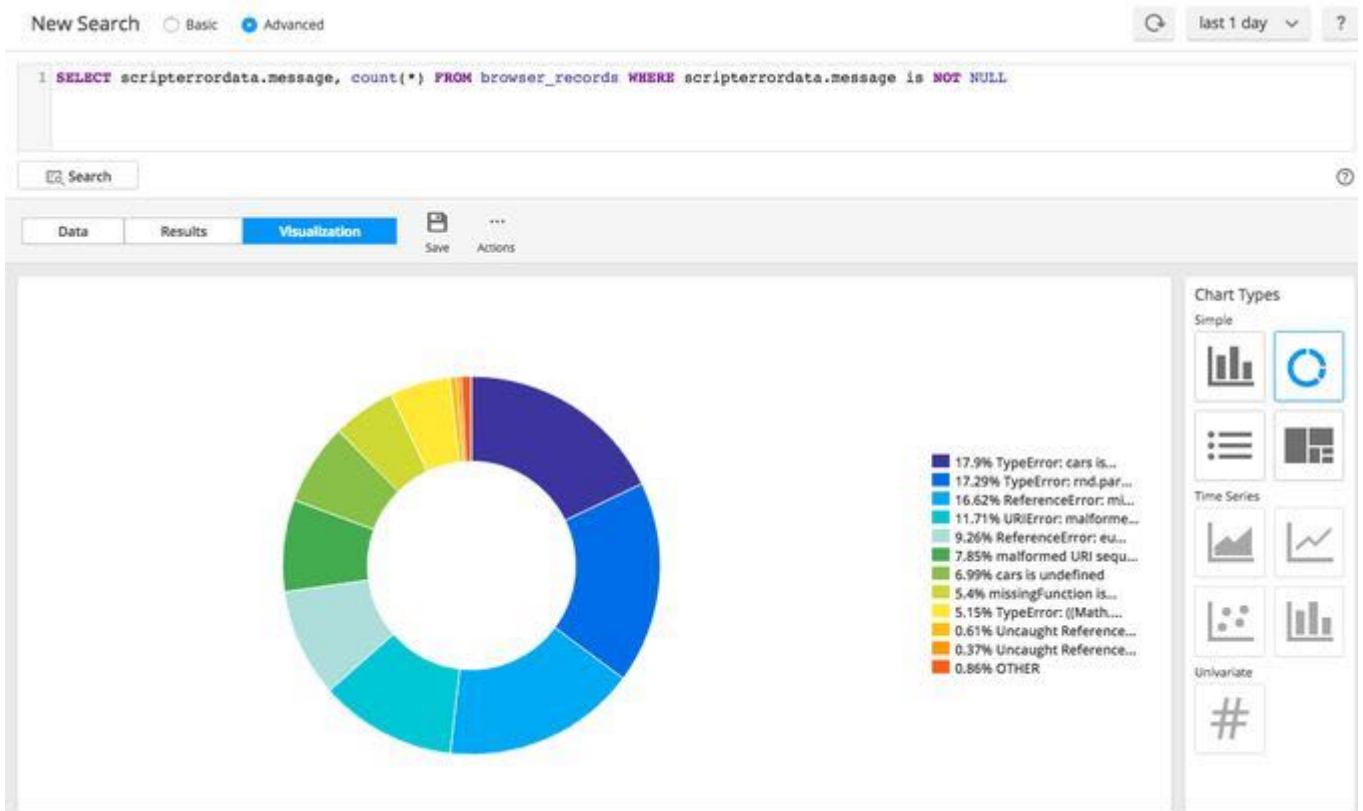 New Search Basic Advanced last 1 day ?
1 SELECT scripterrordata.message, count(*) FROM browser_records WHERE scripterrordata.message is NOT NULL
Search
Data Results Visualization Save Actions
Chart Types
Simple
17.9% TypeError: cars is...
17.29% TypeError: rnd.par...
16.62% ReferenceError: mi...
11.71% URIError: malforme...
9.26% ReferenceError: eu...
7.85% malformed URI sequ...
6.99% cars is undefined
5.4% missingFunction is...
5.15% TypeError: ((Math....
0.61% Uncaught Reference...
0.37% Uncaught Reference...
0.86% OTHER
Time Series
Univariate
#